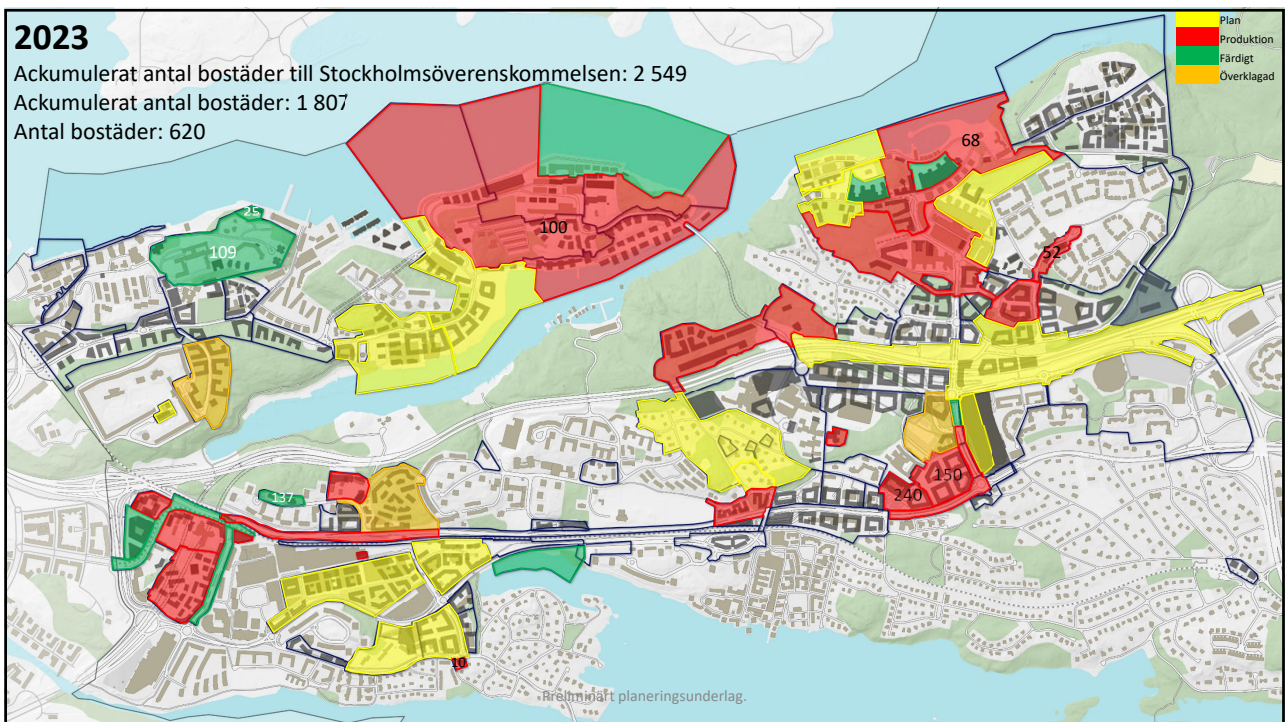 2023
Ackumulerat antal bostäder till Stockholmsöverenskommelsen: 2 549
Ackumulerat antal bostäder: 1 807
Antal bostäder: 620
Plan
Produktion
Färdigt
Överklagad
68
25
109
100
52
150
240
137
10
Preliminärt planeringsunderlag.